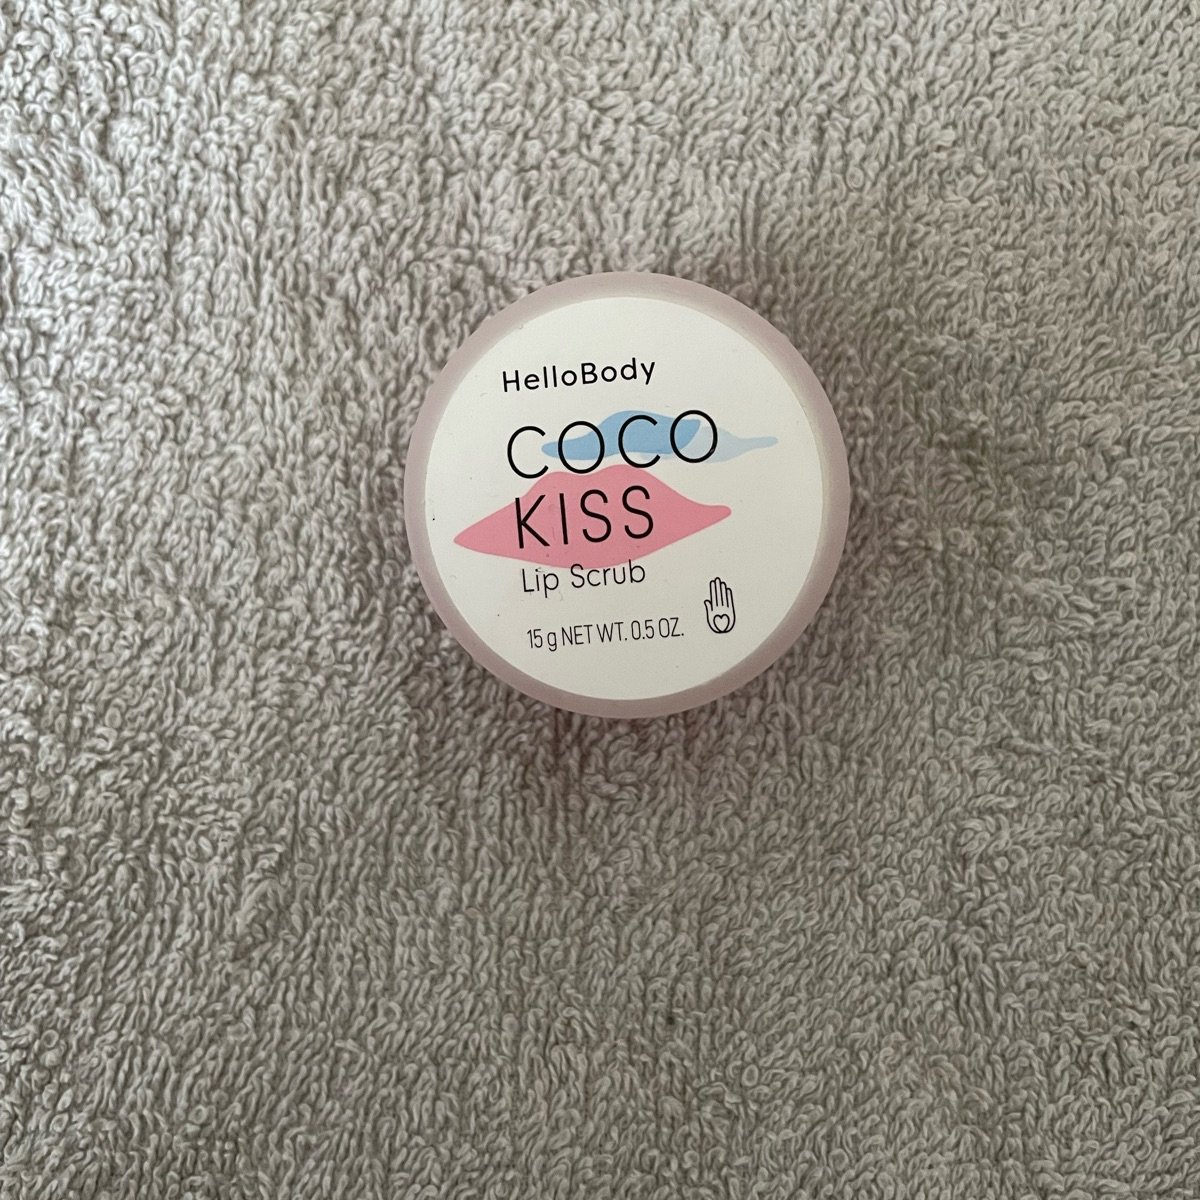 HelloBody
COCO
KISS
Lip Scrub
15 g NET WT. 0.5 OZ.